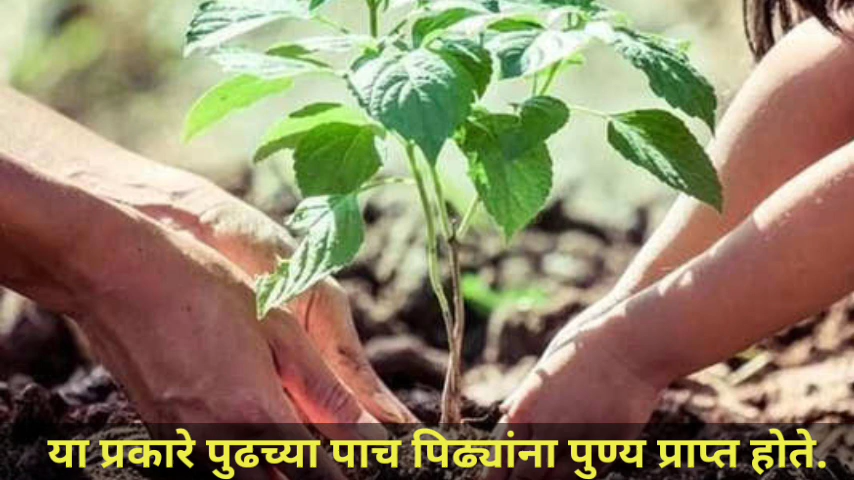 या प्रकारे पुढच्या पाच पिढ्यांना पुण्य प्राप्त होते.